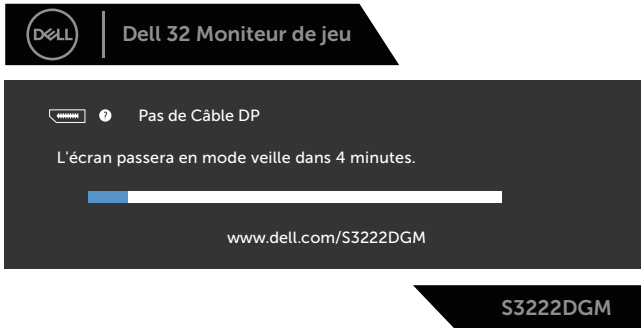 DELL
Dell 32 Moniteur de jeu
? Pas de Câble DP
L'écran passera en mode veille dans 4 minutes.
www.dell.com/S3222DGM
S3222DGM